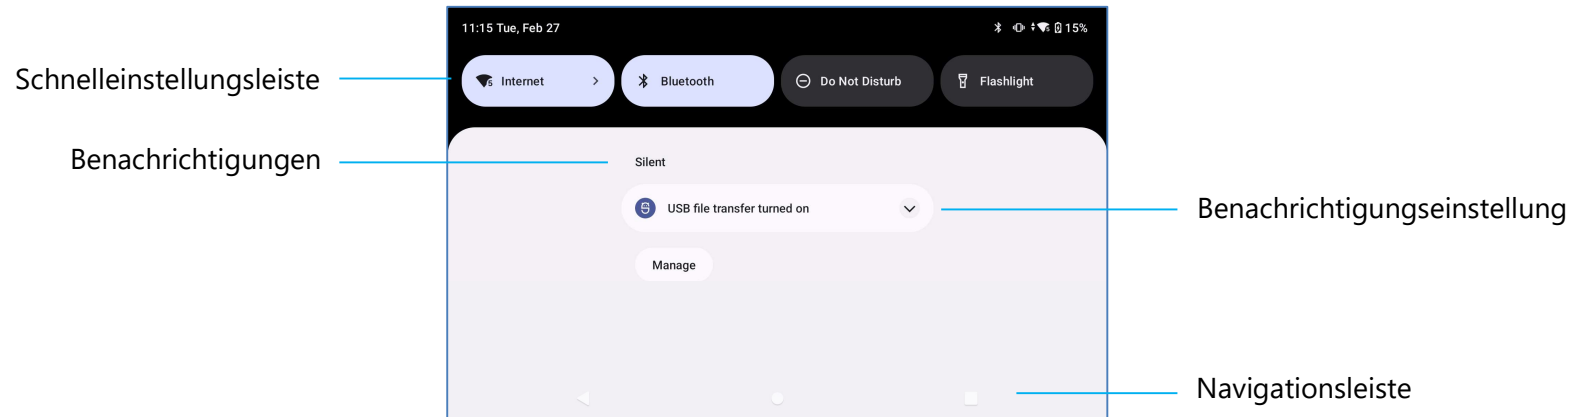 11:15 Tue, Feb 27
15%
Schnelleinstellungsleiste
Internet
Bluetooth
Do Not Disturb
Flashlight
Benachrichtigungen
Silent
USB file transfer turned on
Benachrichtigungseinstellung
Manage
Navigationsleiste